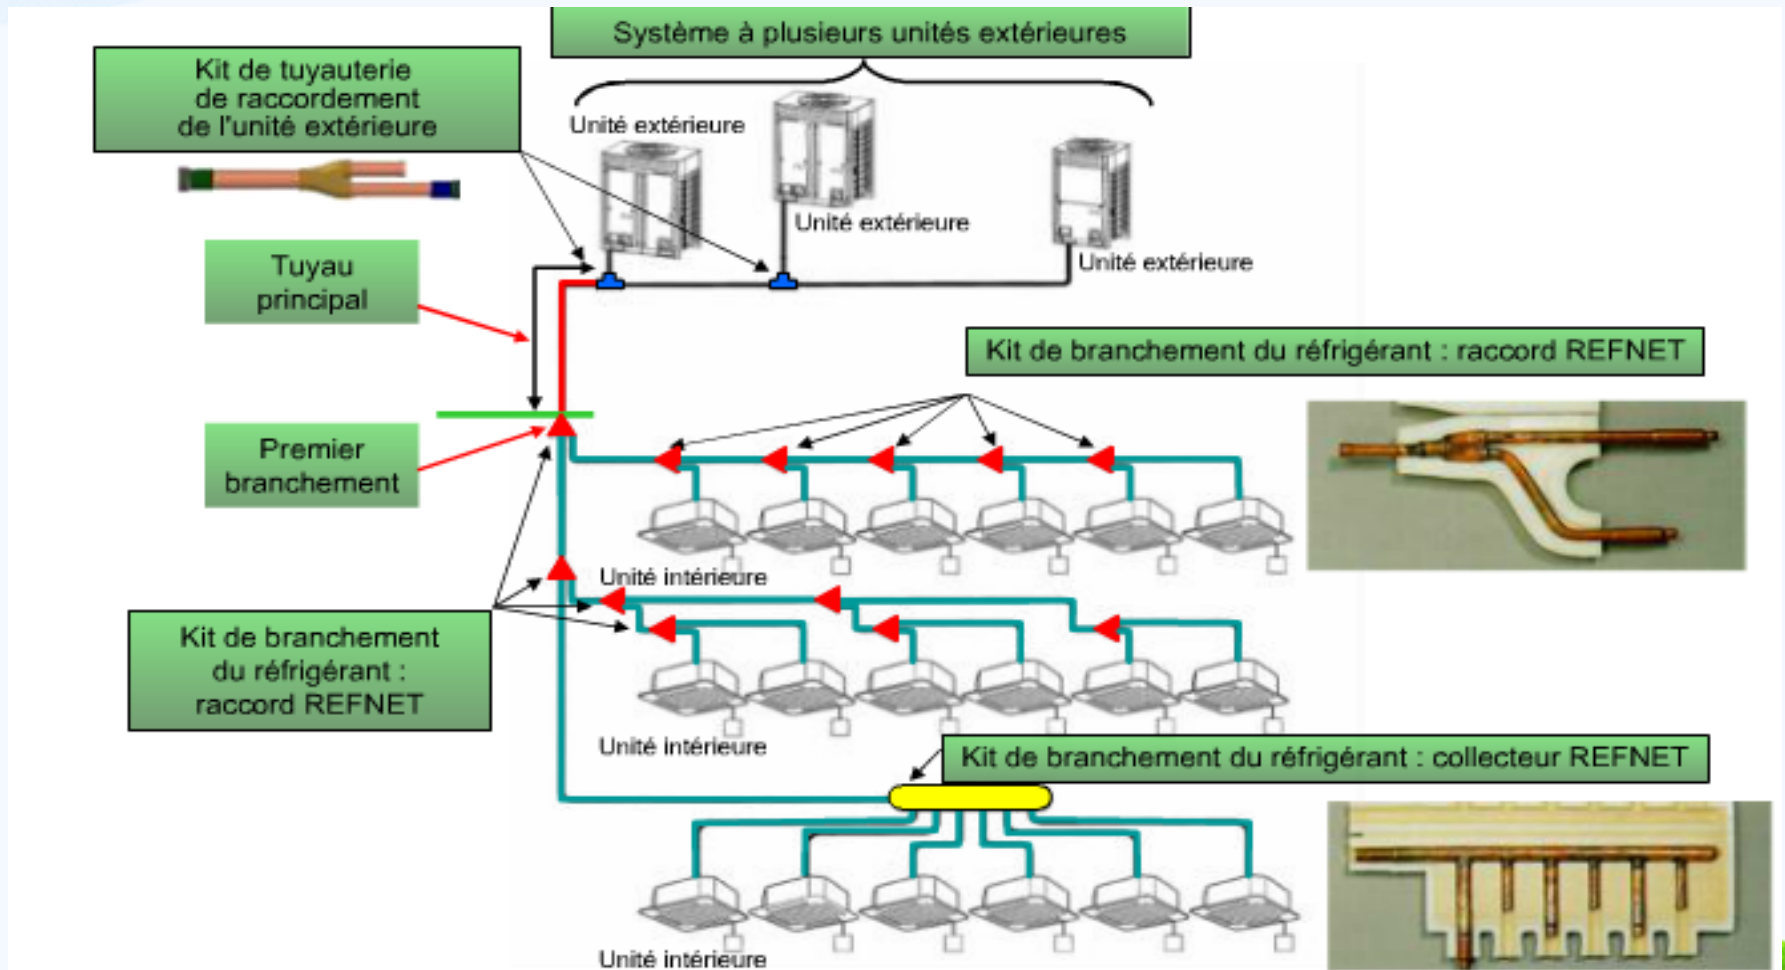 Système à plusieurs unités extérieures
Kit de tuyauterie
de raccordement
de l'unité extérieure
Unité extérieure
Unité extérieure
Unité extérieure
Tuyau
principal
Kit de branchement du réfrigérant : raccord REFNET
Premier
branchement
Unité intérieure
Kit de branchement
du réfrigérant :
raccord REFNET
Unité intérieure
Kit de branchement du réfrigérant : collecteur REFNET
Unité intérieure